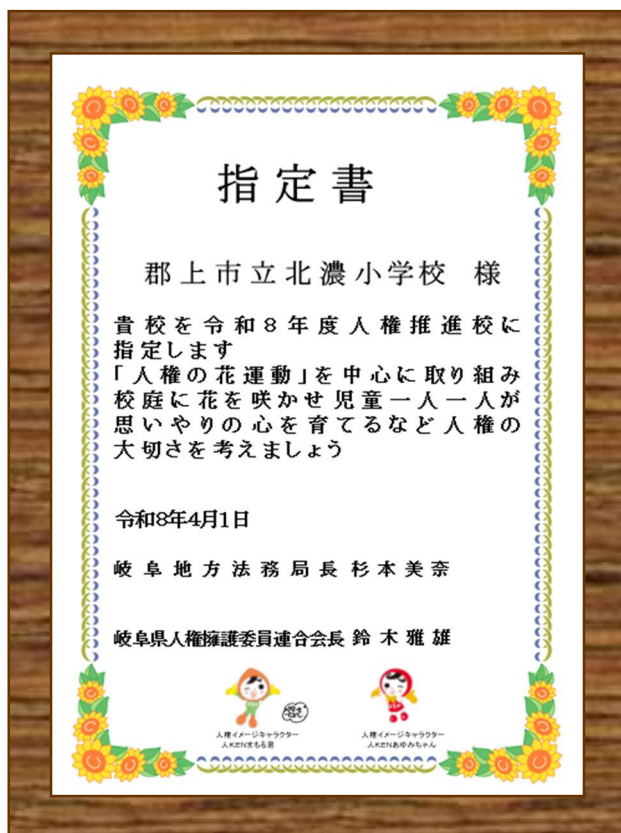 指定書
郡上市立北濃小学校 様
貴校を令和8年度人権推進校に
指定します
「人権の花運動」を中心に取り組み
校庭に花を咲かせ児童一人一人が
思いやりの心を育てるなど人権の
大切さを考えましょう
令和8年4月1日
岐阜地方法務局長杉本美奈
岐阜県人権擁護委員連合会長 鈴木雅雄
人権イメージキャラクター
人KENまもる君
人権イメージキャラクター
人KENあゆみちゃん